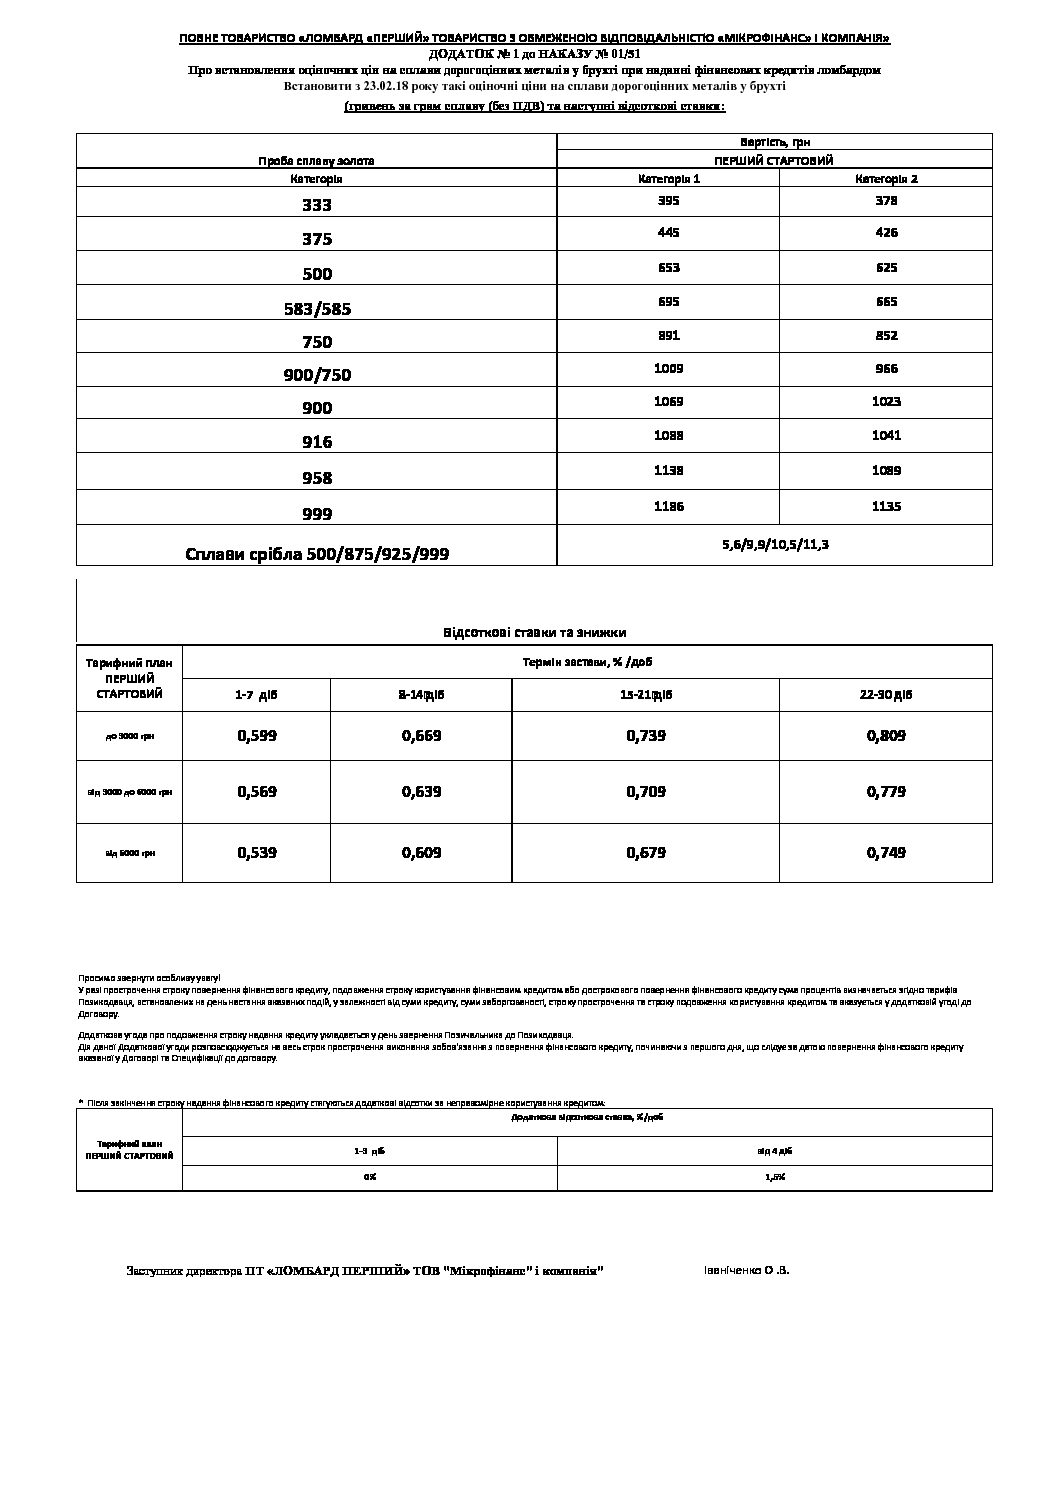 ПОВНЕ ТОВАРИСТВО «ЛОМБАРД «ПЕРШИЙ» ТОВАРИСТВО З ОБМЕЖЕНОЮ ВІДПОВІДАЛЬНІСТЮ «МІКРОФІНАНС» І КОМПАНІЯ»
ДОДАТОК № 1 до НАКАЗУ № 01/51
Про встановлення оціночних цін на сплави дорогоцінних металів у брухті при наданні фінансових кредитів ломбардом
Встановити з 23.02.18 року такі оціночні ціни на сплави дорогоцінних металів у брухті
(гривень за грам сплаву (без ПДВ) та наступні відсоткові ставки:
Проба сплаву золота
Вартість, грн
ПЕРШИЙ СТАРТОВИЙ
Категорія Категорія 1 Категорія 2
333 395 378
375 445 426
500 653 625
583/585 695 665
750 891 852
900/750 1009 966
900 1069 1023
916 1088 1041
958 1138 1089
999 1186 1135
Сплави срібла 500/875/925/999 5,6/9,9/10,5/11,3
Відсоткові ставки та знижки
Тарифний план
ПЕРШИЙ
СТАРТОВИЙ
Термін застави, % /доб
1-7 діб 8-14 діб 15-21 діб 22-30 діб
до 3000 грн 0,599 0,669 0,739 0,809
від 3000 до 6000 грн 0,569 0,639 0,709 0,779
від 6000 грн 0,539 0,609 0,679 0,749
Просимо звернути особливу увагу!
У разі прострочення строку повернення фінансового кредиту, подовження строку користування фінансовим кредитом або дострокового повернення фінансового кредиту сума процентів визначається згідно тарифів
Позикодавця, встановлених на день настання вказаних подій, у залежності від суми кредиту, суми заборгованості, строку прострочення та строку подовження користування кредитом та вказується у додатковій угоді до
Договору.
Додаткова угода про подовження строку надання кредиту укладається у день звернення Позичальника до Позикодавця.
Дія даної Додаткової угоди розповсюджується на весь строк прострочення виконання зобов'язання з повернення фінансового кредиту, починаючи з першого дня, що слідує за датою повернення фінансового кредиту
вказаної у Договорі та Специфікації до договору.
* Після закінчення строку надання фінансового кредиту стягуються додаткові відсотки за неправомірне користування кредитом:
Тарифний план
ПЕРШИЙ СТАРТОВИЙ
Додаткова відсоткова ставка, %/доб
1-3 діб від 4 діб
0% 1,5%
Заступник директора ПТ «ЛОМБАРД ПЕРШИЙ» ТОВ "Мікрофінанс" і компанія" Іваніченко О .В.